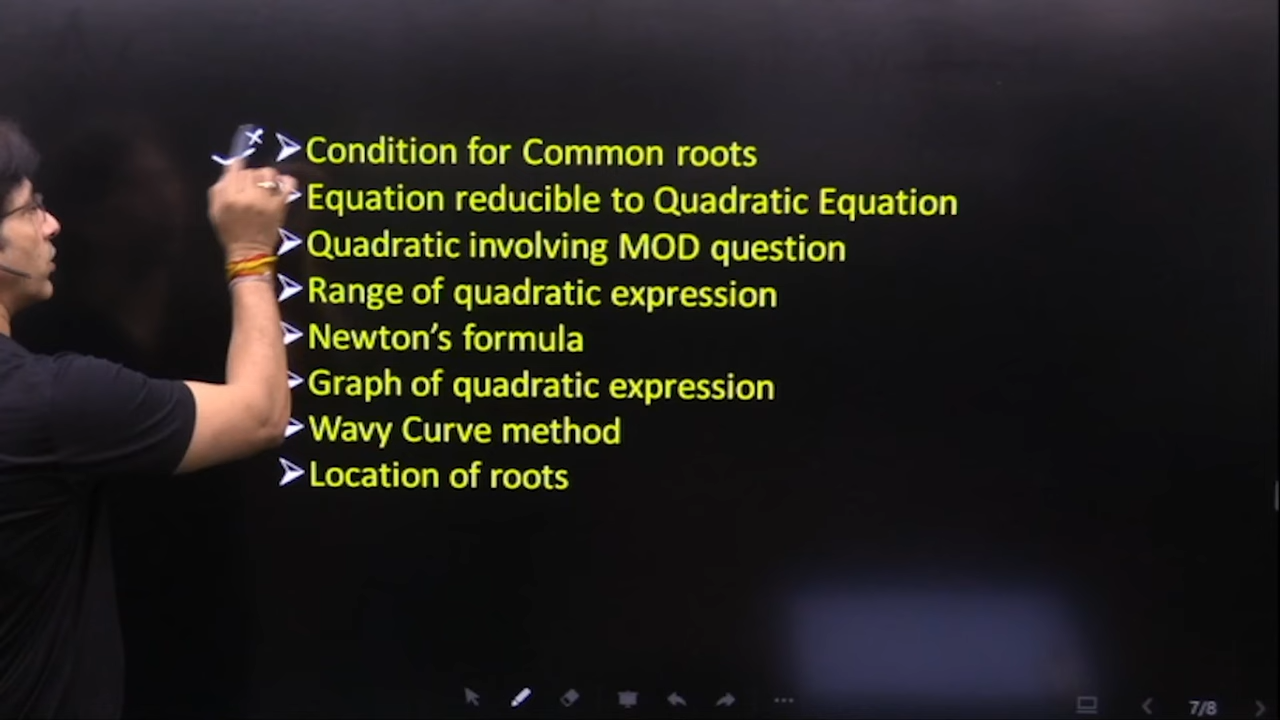 Condition for Common roots
Equation reducible to Quadratic Equation
Quadratic involving MOD question
Range of quadratic expression
Newton's formula
Graph of quadratic expression
Wavy Curve method
Location of roots
7/8